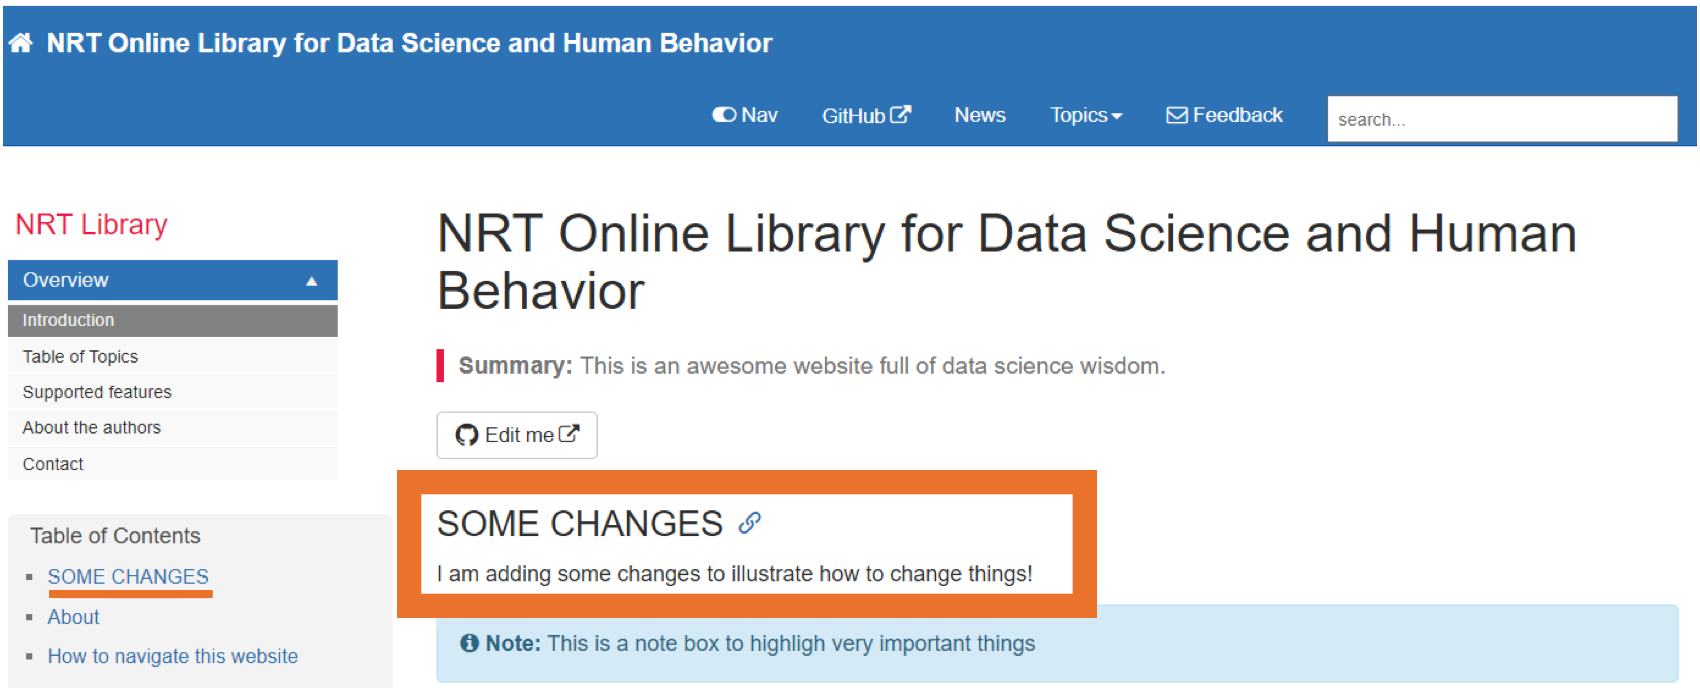 NRT Online Library for Data Science and Human Behavior
Nav GitHub News Topics Feedback search...
NRT Library
Overview
Introduction
Table of Topics
Supported features
About the authors
Contact
Table of Contents
SOME CHANGES
About
How to navigate this website
NRT Online Library for Data Science and Human
Behavior
Summary: This is an awesome website full of data science wisdom.
Edit me
SOME CHANGES
I am adding some changes to illustrate how to change things!
Note: This is a note box to highligh very important things